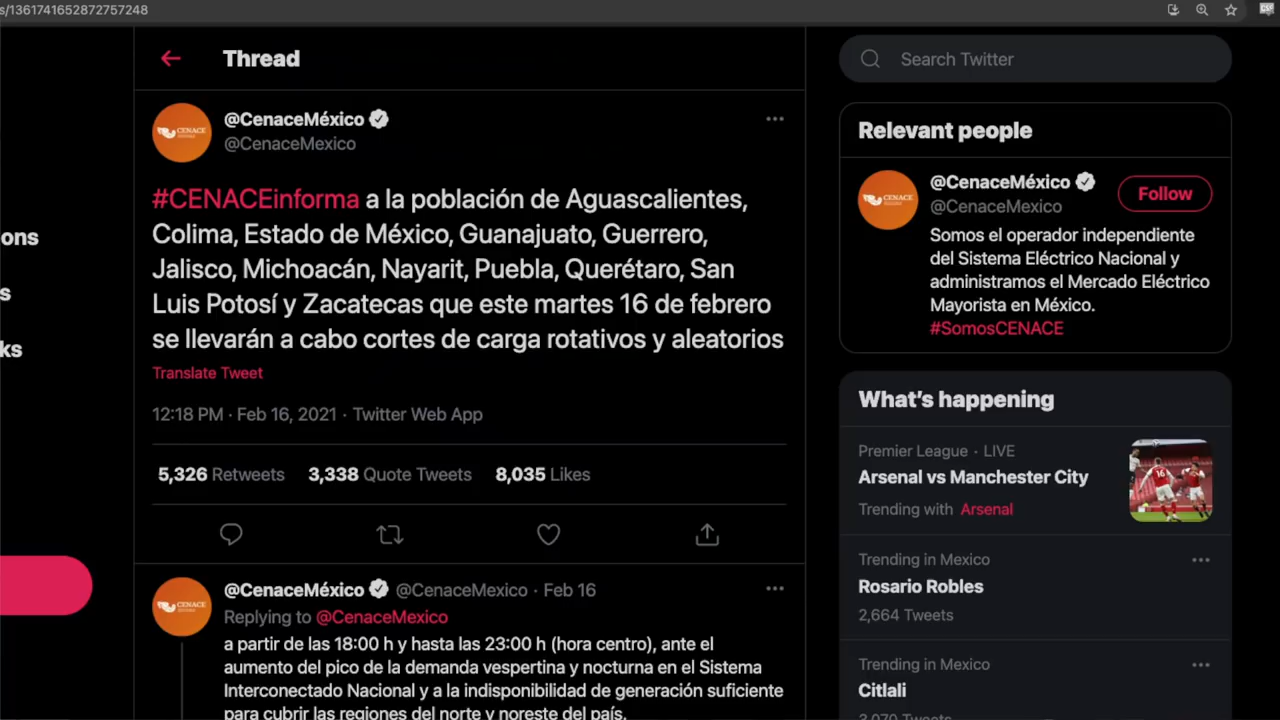 s/1361741652872757248
Thread
Search Twitter
@CenaceMéxico
@CenaceMexico
#CENACEinforma a la población de Aguascalientes,
Colima, Estado de México, Guanajuato, Guerrero,
Jalisco, Michoacán, Nayarit, Puebla, Querétaro, San
Luis Potosí y Zacatecas que este martes 16 de febrero
se llevarán a cabo cortes de carga rotativos y aleatorios
Translate Tweet
12:18 PM · Feb 16, 2021 · Twitter Web App
5,326 Retweets 3,338 Quote Tweets 8,035 Likes
@CenaceMéxico @CenaceMexico · Feb 16
Replying to @CenaceMexico
a partir de las 18:00 h y hasta las 23:00 h (hora centro), ante el
aumento del pico de la demanda vespertina y nocturna en el Sistema
Interconectado Nacional y a la indisponibilidad de generación suficiente
para cubrir las regiones del norte y noreste del país.
ons
s
ks
CENACE
CENACE
Relevant people
CENACE
@CenaceMéxico
@CenaceMexico
Follow
Somos el operador independiente
del Sistema Eléctrico Nacional y
administramos el Mercado Eléctrico
Mayorista en México.
#SomosCENACE
What's happening
Premier League · LIVE
Arsenal vs Manchester City
Trending with Arsenal
Trending in Mexico
Rosario Robles
2,664 Tweets
Trending in Mexico
Citlali
3,070 Tweets